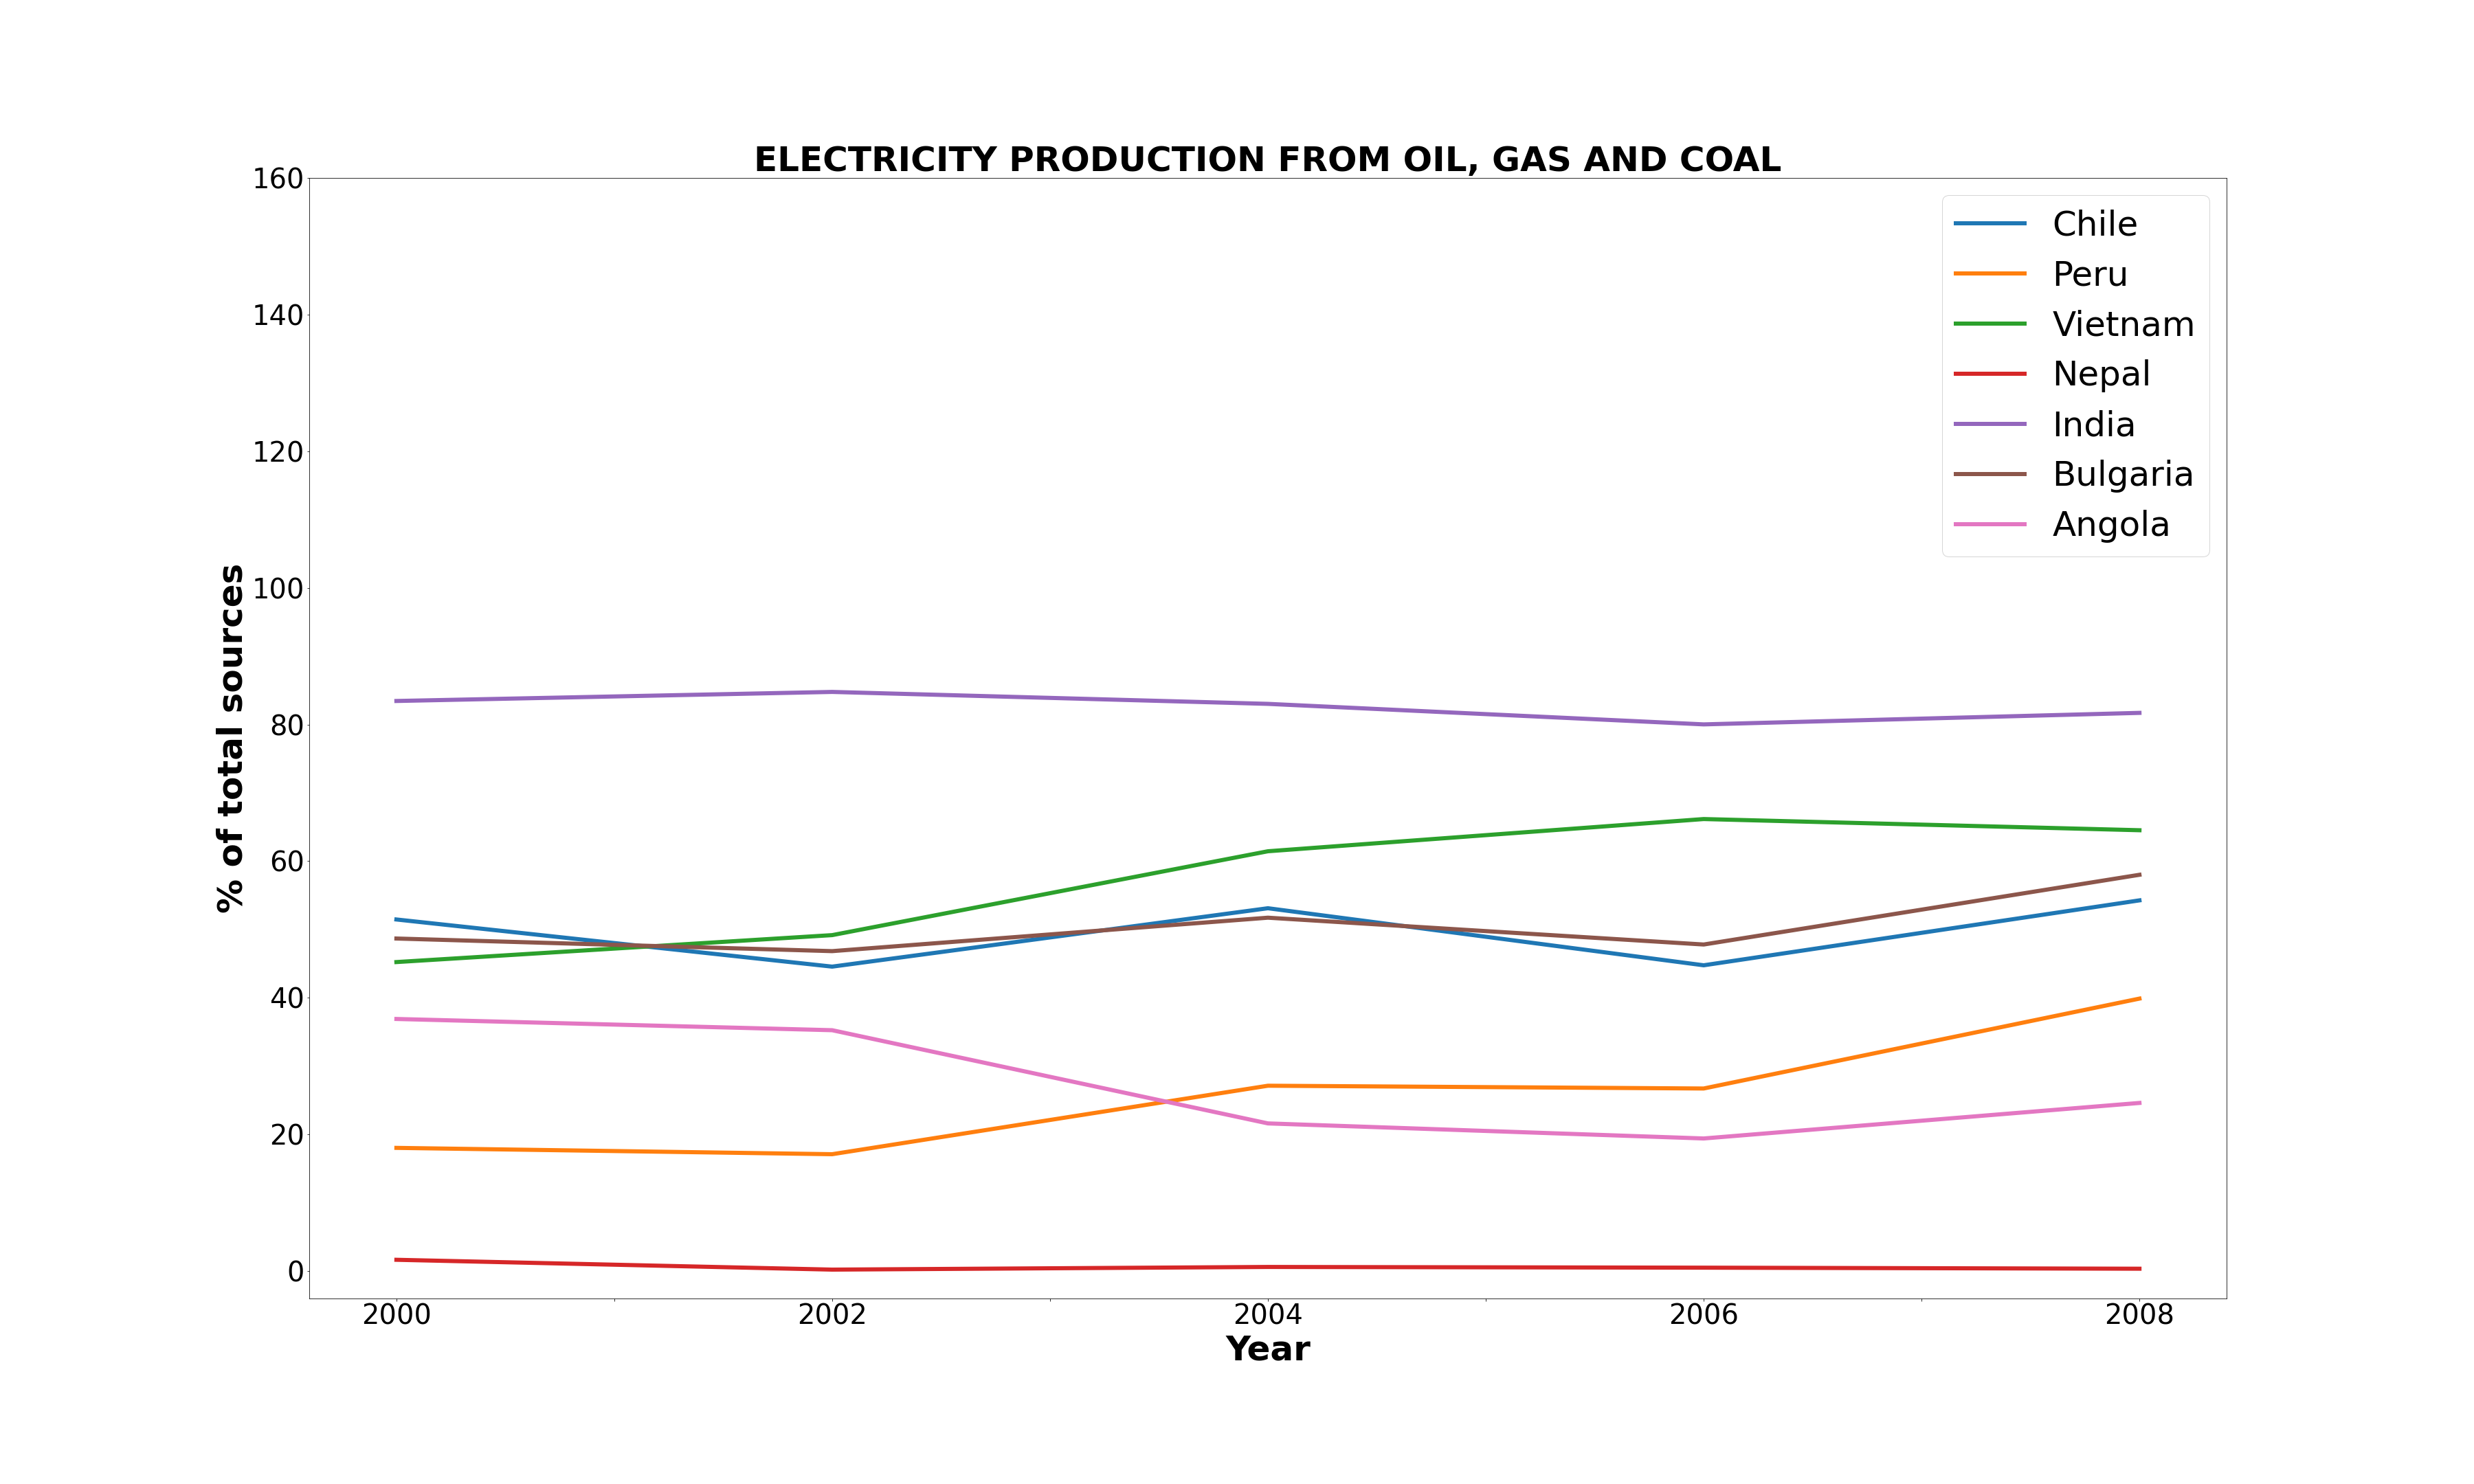 ELECTRICITY PRODUCTION FROM OIL, GAS AND COAL
160
140
120
100
80
60
40
20
0
% of total sources
Chile
Peru
Vietnam
Nepal
India
Bulgaria
Angola
2000 2002 2004 2006 2008
Year